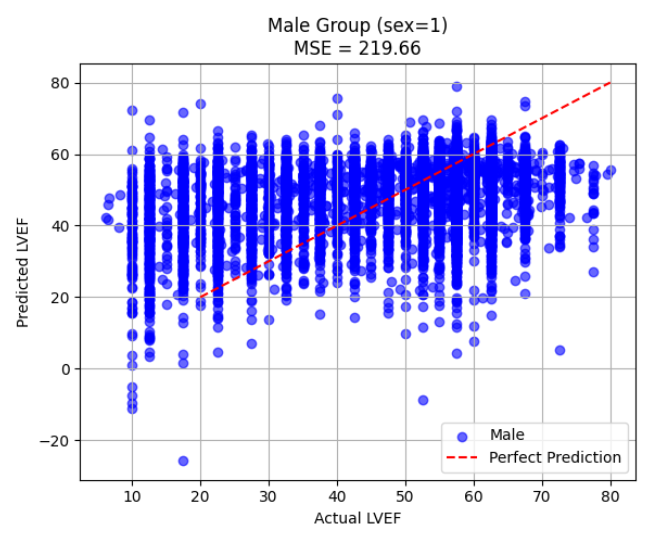 Male Group (sex=1)
MSE = 219.66
80
60
40
20
0
−20
Predicted LVEF
10
20
30
40
50
60
70
80
Actual LVEF
Male
Perfect Prediction